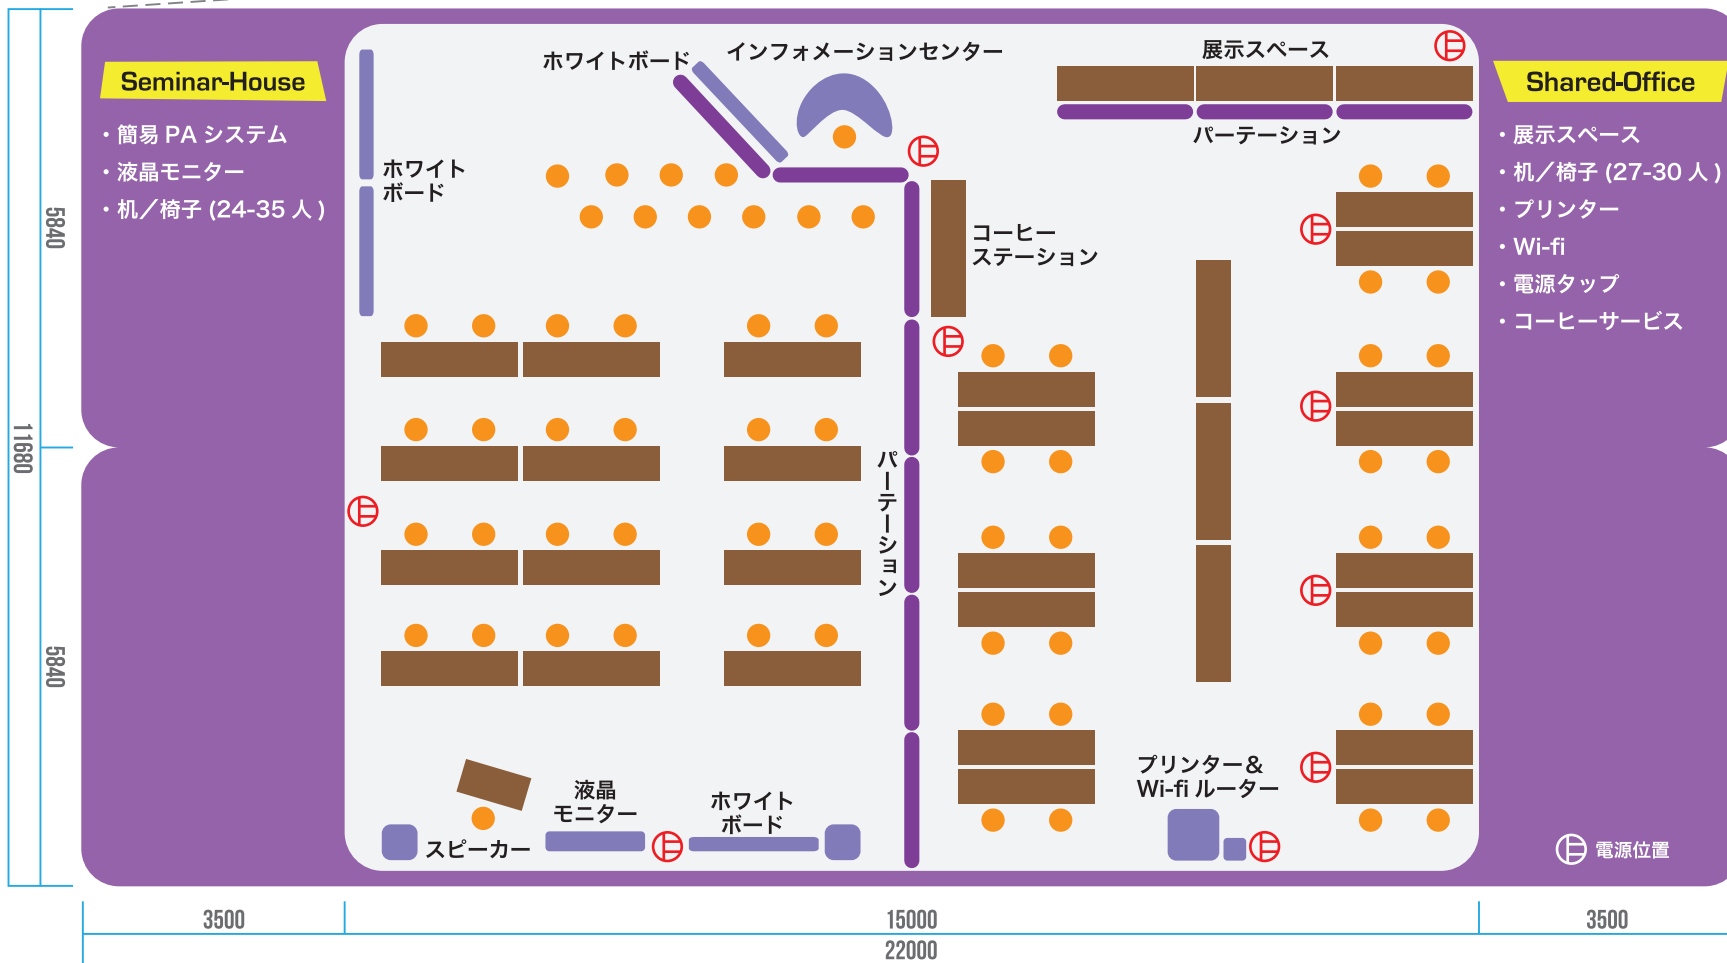 Seminar-House
・簡易 PA システム
・液晶モニター
・机／椅子 (24-35 人 )
ホワイトボード
インフォメーションセンター
展示スペース
パーテーション
ホワイト
ボード
コーヒー
ステーション
パーテーション
液晶
モニター
ホワイト
ボード
スピーカー
プリンター＆
Wi-fi ルーター
Shared-Office
・展示スペース
・机／椅子 (27-30 人 )
・プリンター
・Wi-fi
・電源タップ
・コーヒーサービス
電源位置
5840
11680
5840
3500
15000
3500
22000